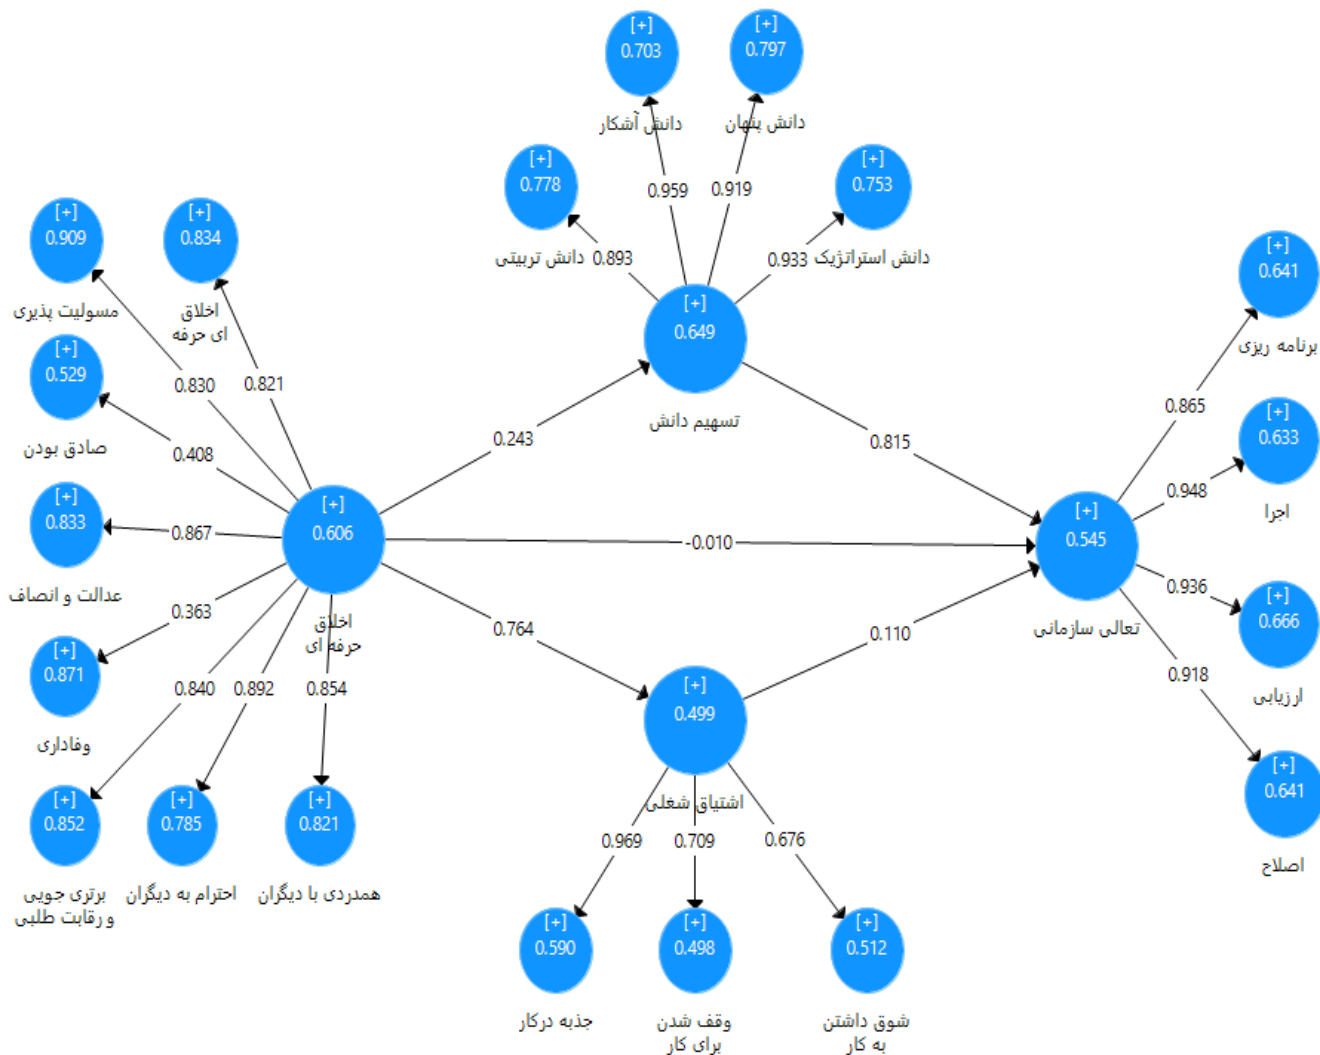 [+]
0.703
دانش آشکار
[+]
0.797
دانش پنهان
[+]
0.778
دانش تربیتی
[+]
0.753
دانش استراتژیک
0.959
0.919
0.893
0.933
[+]
0.649
تسهیم دانش
[+]
0.909
مسولیت پذیری
[+]
0.834
اخلاق
ای حرفه
[+]
0.529
صادق بودن
[+]
0.833
عدالت و انصاف
[+]
0.871
وفاداری
[+]
0.852
برتری جویی
و رقابت طلبی
[+]
0.785
احترام به دیگران
[+]
0.821
همدردی با دیگران
0.830
0.821
0.408
0.867
0.363
0.840
0.892
0.854
[+]
0.606
اخلاق
حرفه ای
0.243
0.815
-0.010
0.764
0.110
[+]
0.545
تعالی سازمانی
[+]
0.641
برنامه ریزی
[+]
0.633
اجرا
[+]
0.666
ارزیابی
[+]
0.641
اصلاح
0.865
0.948
0.936
0.918
[+]
0.499
اشتیاق شغلی
0.969
0.709
0.676
[+]
0.590
جذبه درکار
[+]
0.498
وقف شدن
برای کار
[+]
0.512
شوق داشتن
به کار